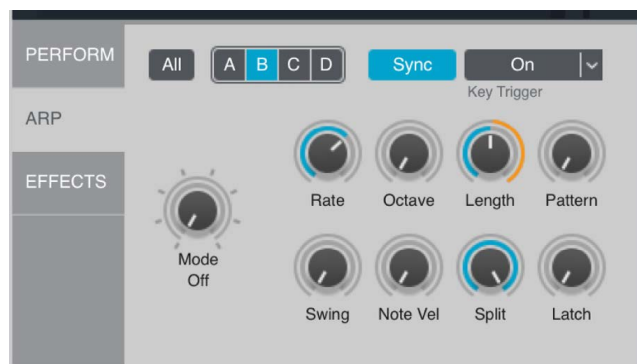 PERFORM
All A B C D Sync On
Key Trigger
ARP
EFFECTS
Rate Octave Length Pattern
Mode
Off
Swing Note Vel Split Latch